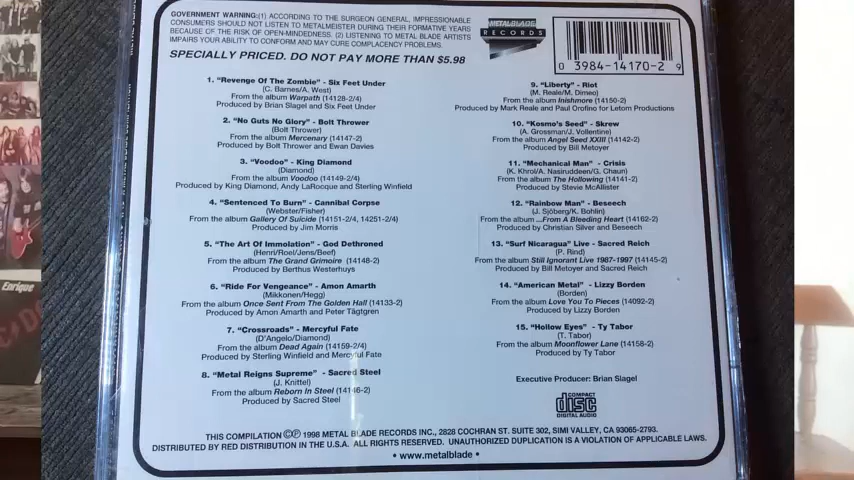 GOVERNMENT WARNING:(1) ACCORDING TO THE SURGEON GENERAL, IMPRESSIONABLE
CONSUMERS SHOULD NOT LISTEN TO METALMEISTER DURING THEIR FORMATIVE YEARS
BECAUSE OF THE RISK OF OPEN-MINDEDNESS. (2) LISTENING TO METAL BLADE ARTISTS
IMPAIRS YOUR ABILITY TO CONFORM AND MAY CURE COMPLACENCY PROBLEMS.
SPECIALLY PRICED. DO NOT PAY MORE THAN $5.98
METAL BLADE
RECORDS
0 3984-14170-2 9
1. "Revenge Of The Zombie" - Six Feet Under
(C. Barnes/A. West)
From the album Warpath (14128-2/4)
Produced by Brian Slagel and Six Feet Under
2. "No Guts No Glory" - Bolt Thrower
(Bolt Thrower)
From the album Mercenary (14147-2)
Produced by Bolt Thrower and Ewan Davies
3. "Voodoo" - King Diamond
(Diamond)
From the album Voodoo (14149-2/4)
Produced by King Diamond, Andy LaRocque and Sterling Winfield
4. "Sentenced To Burn" - Cannibal Corpse
(Webster/Fisher)
From the album Gallery Of Suicide (14151-2/4, 14251-2/4)
Produced by Jim Morris
5. "The Art Of Immolation" - God Dethroned
(Henri/Roel/Jens/Beef)
From the album The Grand Grimoire (14148-2)
Produced by Berthus Westerhuys
6. "Ride For Vengeance" - Amon Amarth
(Mikkonen/Hegg)
From the album Once Sent From The Golden Hall (14133-2)
Produced by Amon Amarth and Peter Tägtgren
7. "Crossroads" - Mercyful Fate
(D'Angelo/Diamond)
From the album Dead Again (14159-2/4)
Produced by Sterling Winfield and Mercyful Fate
8. "Metal Reigns Supreme" - Sacred Steel
(J. Knittel)
From the album Reborn In Steel (14146-2)
Produced by Sacred Steel
9. "Liberty" - Riot
(M. Reale/M. Dimeo)
From the album Inishmore (14150-2)
Produced by Mark Reale and Paul Orofino for Letom Productions
10. "Kosmo's Seed" - Skrew
(A. Grossman/J. Vollentine)
From the album Angel Seed XXIII (14142-2)
Produced by Bill Metoyer
11. "Mechanical Man" - Crisis
(K. Khrol/A. Nasiruddeen/G. Chaun)
From the album The Hollowing (14141-2)
Produced by Stevie McAllister
12. "Rainbow Man" - Beseech
(J. Sjöberg/K. Bohlin)
From the album ...From A Bleeding Heart (14162-2)
Produced by Christian Silver and Beseech
13. "Surf Nicaragua" Live - Sacred Reich
(P. Rind)
From the album Still Ignorant Live 1987-1997 (14145-2)
Produced by Bill Metoyer and Sacred Reich
14. "American Metal" - Lizzy Borden
(Borden)
From the album Love You To Pieces (14092-2)
Produced by Lizzy Borden
15. "Hollow Eyes" - Ty Tabor
(T. Tabor)
From the album Moonflower Lane (14158-2)
Produced by Ty Tabor
Executive Producer: Brian Slagel
COMPACT
disc
DIGITAL AUDIO
THIS COMPILATION ©℗ 1998 METAL BLADE RECORDS INC., 2828 COCHRAN ST. SUITE 302, SIMI VALLEY, CA 93065-2793.
DISTRIBUTED BY RED DISTRIBUTION IN THE U.S.A. ALL RIGHTS RESERVED. UNAUTHORIZED DUPLICATION IS A VIOLATION OF APPLICABLE LAWS.
• www.metalblade •
Enrique